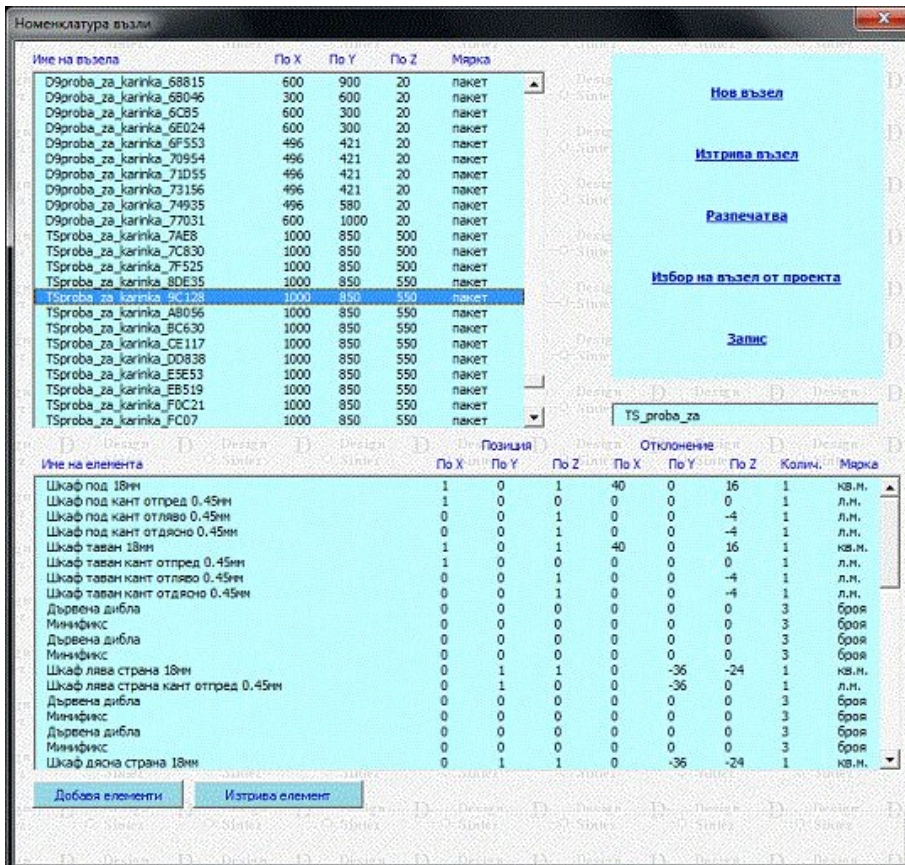 Номенклатура възли
Име на възела По X По Y По Z Мярка
D9proba_za_karinka_68815 600 900 20 пакет
D9proba_za_karinka_6B046 300 600 20 пакет
D9proba_za_karinka_6CB5 600 300 20 пакет
D9proba_za_karinka_6E024 600 300 20 пакет
D9proba_za_karinka_6F553 496 421 20 пакет
D9proba_za_karinka_70954 496 421 20 пакет
D9proba_za_karinka_71D55 496 421 20 пакет
D9proba_za_karinka_73156 496 421 20 пакет
D9proba_za_karinka_74935 496 580 20 пакет
D9proba_za_karinka_77031 600 1000 20 пакет
TSproba_za_karinka_7AE8 1000 850 500 пакет
TSproba_za_karinka_7C830 1000 850 500 пакет
TSproba_za_karinka_7F525 1000 850 500 пакет
TSproba_za_karinka_8DE35 1000 850 550 пакет
TSproba_za_karinka_9C128 1000 850 550 пакет
TSproba_za_karinka_AB056 1000 850 550 пакет
TSproba_za_karinka_BC630 1000 850 550 пакет
TSproba_za_karinka_CE117 1000 850 550 пакет
TSproba_za_karinka_DD838 1000 850 550 пакет
TSproba_za_karinka_E5E53 1000 850 550 пакет
TSproba_za_karinka_EB519 1000 850 550 пакет
TSproba_za_karinka_F0C21 1000 850 550 пакет
TSproba_za_karinka_FC07 1000 850 550 пакет
Нов възел
Изтрива възел
Разпечатва
Избор на възел от проекта
Запис
TS_proba_za
Позиция Отклонение
Име на елемента По X По Y По Z По X По Y По Z Колич. Мярка
Шкаф под 18мм 1 0 1 40 0 16 1 кв.м.
Шкаф под кант отпред 0.45мм 1 0 0 0 0 0 1 л.м.
Шкаф под кант отляво 0.45мм 0 0 1 0 0 -4 1 л.м.
Шкаф под кант отдясно 0.45мм 0 0 1 0 0 -4 1 л.м.
Шкаф таван 18мм 1 0 1 40 0 16 1 кв.м.
Шкаф таван кант отпред 0.45мм 1 0 0 0 0 0 1 л.м.
Шкаф таван кант отляво 0.45мм 0 0 1 0 0 -4 1 л.м.
Шкаф таван кант отдясно 0.45мм 0 0 1 0 0 -4 1 л.м.
Дървена дибла 0 0 0 0 0 0 3 броя
Минификс 0 0 0 0 0 0 3 броя
Дървена дибла 0 0 0 0 0 0 3 броя
Минификс 0 0 0 0 0 0 3 броя
Шкаф лява страна 18мм 0 1 1 0 -36 -24 1 кв.м.
Шкаф лява страна кант отпред 0.45мм 0 1 0 0 -36 0 1 л.м.
Дървена дибла 0 0 0 0 0 0 3 броя
Минификс 0 0 0 0 0 0 3 броя
Дървена дибла 0 0 0 0 0 0 3 броя
Минификс 0 0 0 0 0 0 3 броя
Шкаф дясна страна 18мм 0 1 1 0 -36 -24 1 кв.м.
Добавя елементи Изтрива елемент